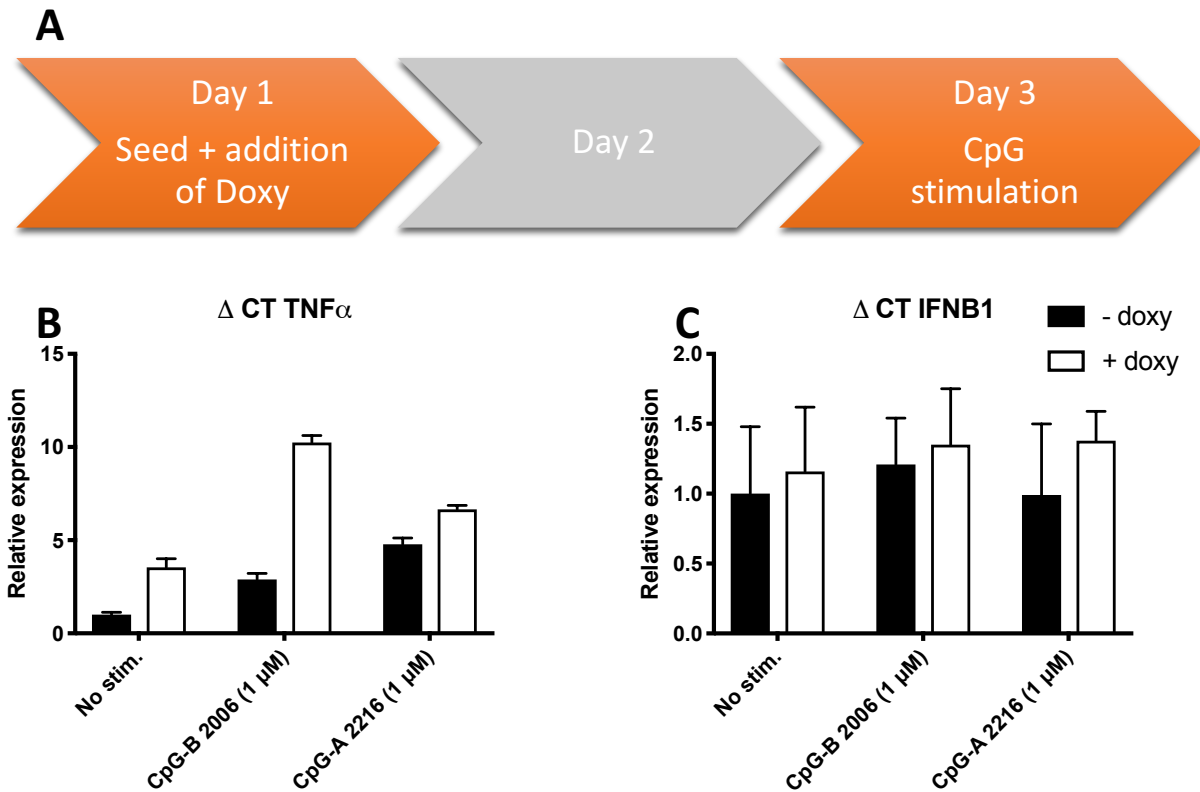 A
Day 1
Seed + addition
of Doxy
Day 2
Day 3
CpG
stimulation
B
Δ CT TNFα
Relative expression
15
10
5
0
No stim.
CpG-B 2006 (1 µM)
CpG-A 2216 (1 µM)
C
Δ CT IFNB1
- doxy
+ doxy
Relative expression
2.0
1.5
1.0
0.5
0.0
No stim.
CpG-B 2006 (1 µM)
CpG-A 2216 (1 µM)